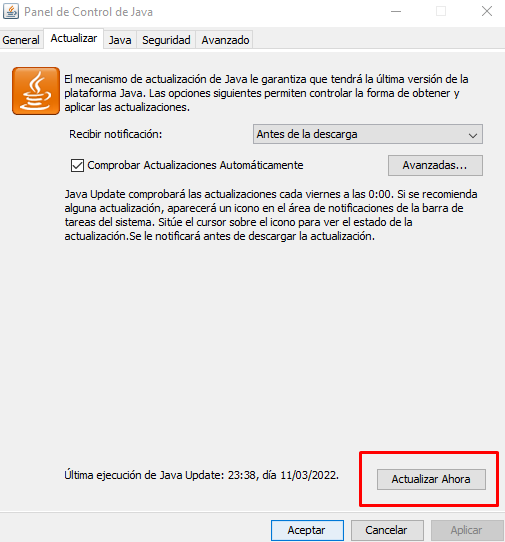 Panel de Control de Java
General Actualizar Java Seguridad Avanzado
El mecanismo de actualización de Java le garantiza que tendrá la última versión de la
plataforma Java. Las opciones siguientes permiten controlar la forma de obtener y
aplicar las actualizaciones.
Recibir notificación: Antes de la descarga
Comprobar Actualizaciones Automáticamente Avanzadas...
Java Update comprobará las actualizaciones cada viernes a las 0:00. Si se recomienda
alguna actualización, aparecerá un icono en el área de notificaciones de la barra de
tareas del sistema. Sitúe el cursor sobre el icono para ver el estado de la
actualización.Se le notificará antes de descargar la actualización.
Última ejecución de Java Update: 23:38, día 11/03/2022. Actualizar Ahora
Aceptar Cancelar Aplicar